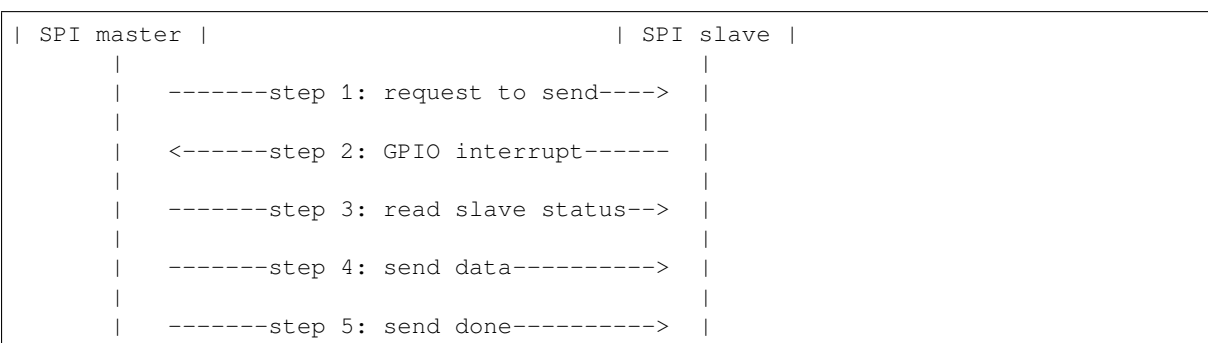 | SPI master |                                | SPI slave |
       |                                            |
       |   -------step 1: request to send---->  |
       |                                            |
       |   <------step 2: GPIO interrupt------  |
       |                                            |
       |   -------step 3: read slave status-->  |
       |                                            |
       |   -------step 4: send data---------->  |
       |                                            |
       |   -------step 5: send done---------->  |